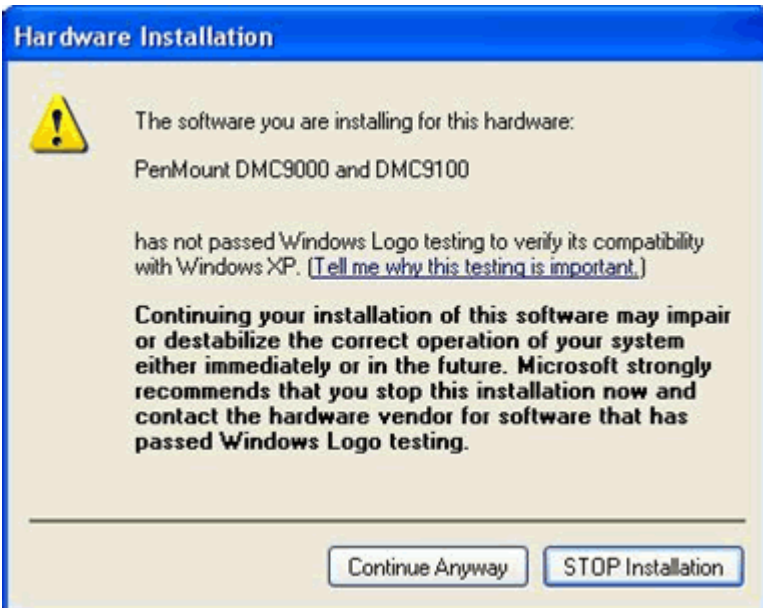 Hardware Installation
The software you are installing for this hardware:
PenMount DMC9000 and DMC9100
has not passed Windows Logo testing to verify its compatibility
with Windows XP. (Tell me why this testing is important.)
Continuing your installation of this software may impair
or destabilize the correct operation of your system
either immediately or in the future. Microsoft strongly
recommends that you stop this installation now and
contact the hardware vendor for software that has
passed Windows Logo testing.
Continue Anyway
STOP Installation